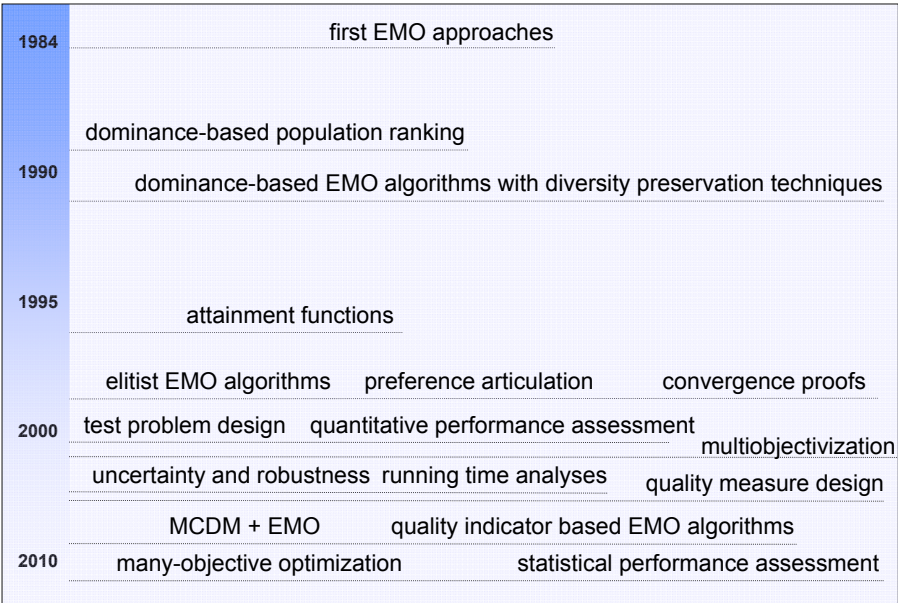 1984
first EMO approaches
dominance-based population ranking
1990
dominance-based EMO algorithms with diversity preservation techniques
1995
attainment functions
elitist EMO algorithms preference articulation convergence proofs
test problem design quantitative performance assessment
2000
multiobjectivization
uncertainty and robustness running time analyses
quality measure design
MCDM + EMO quality indicator based EMO algorithms
2010
many-objective optimization statistical performance assessment